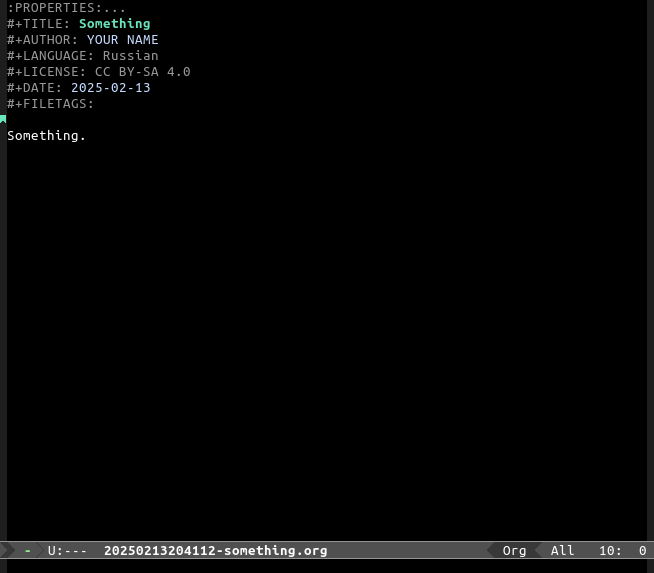 :PROPERTIES:...
#+TITLE: Something
#+AUTHOR: YOUR NAME
#+LANGUAGE: Russian
#+LICENSE: CC BY-SA 4.0
#+DATE: 2025-02-13
#+FILETAGS:
Something.
- U:--- 20250213204112-something.org Org All 10: 0